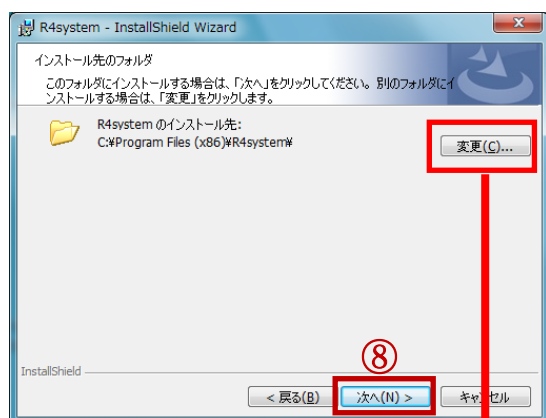 R4system - InstallShield Wizard
インストール先のフォルダ
このフォルダにインストールする場合は、「次へ」をクリックしてください。別のフォルダにイ
ンストールする場合は、「変更」をクリックします。
R4system のインストール先:
C:¥Program Files (x86)¥R4system¥
変更(C)...
⑧
InstallShield
< 戻る(B)
次へ(N) >
キャンセル